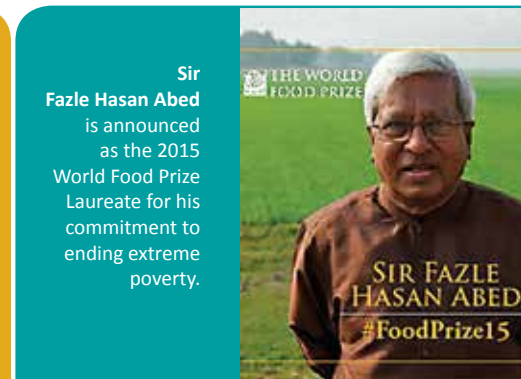 Sir
Fazle Hasan Abed
is announced
as the 2015
World Food Prize
Laureate for his
commitment to
ending extreme
poverty.
THE WORLD
FOOD PRIZE
SIR FAZLE
HASAN ABED
#FoodPrize15